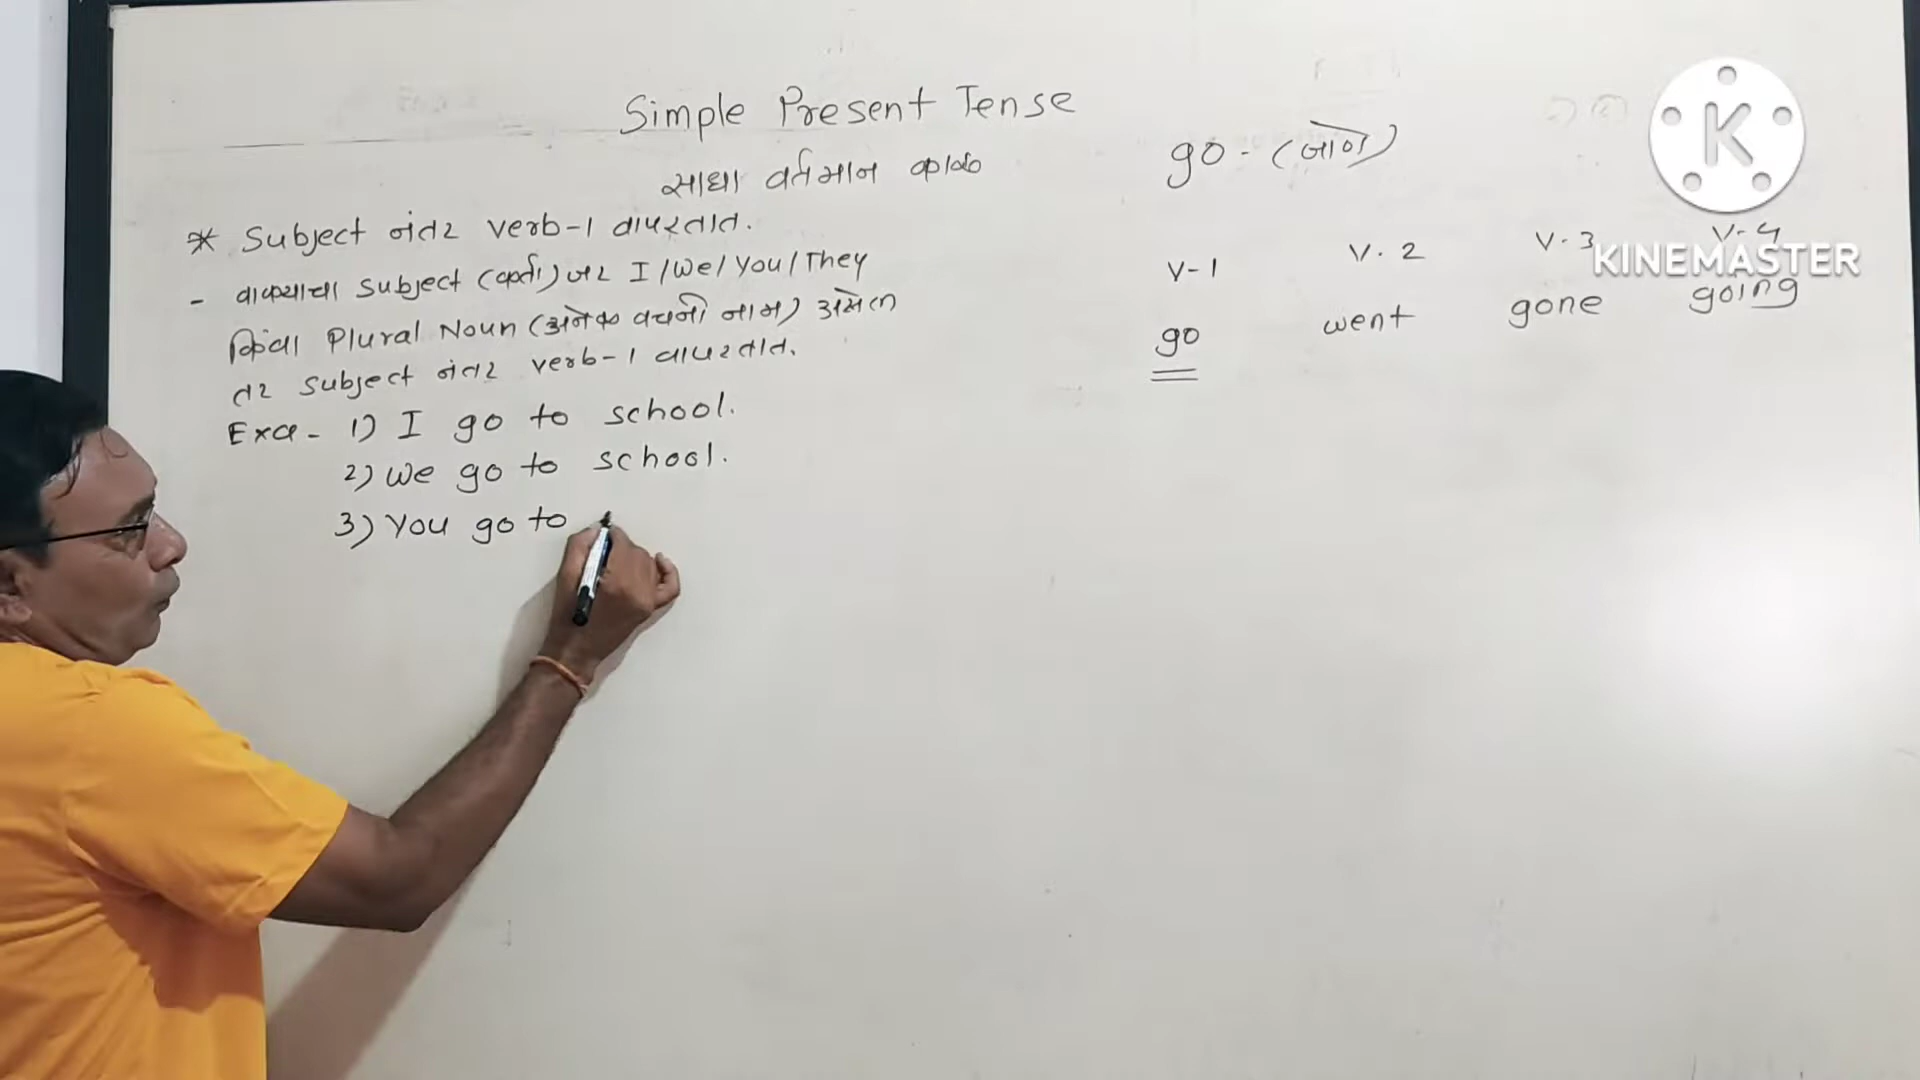 Simple Present Tense
साधा वर्तमान काळ
* Subject नंतर verb-1 वापरतात.
- वाक्याचा subject (कर्ता) जर I/We/You/They
किंवा Plural Noun (अनेक वचनी नाम) असेल
तर subject नंतर verb-1 वापरतात.
Exa- 1) I go to school.
2) We go to school.
3) You go to
go - (जाणे)
V-1 V.2 V.3 V-4
go went gone going
K
KINEMASTER